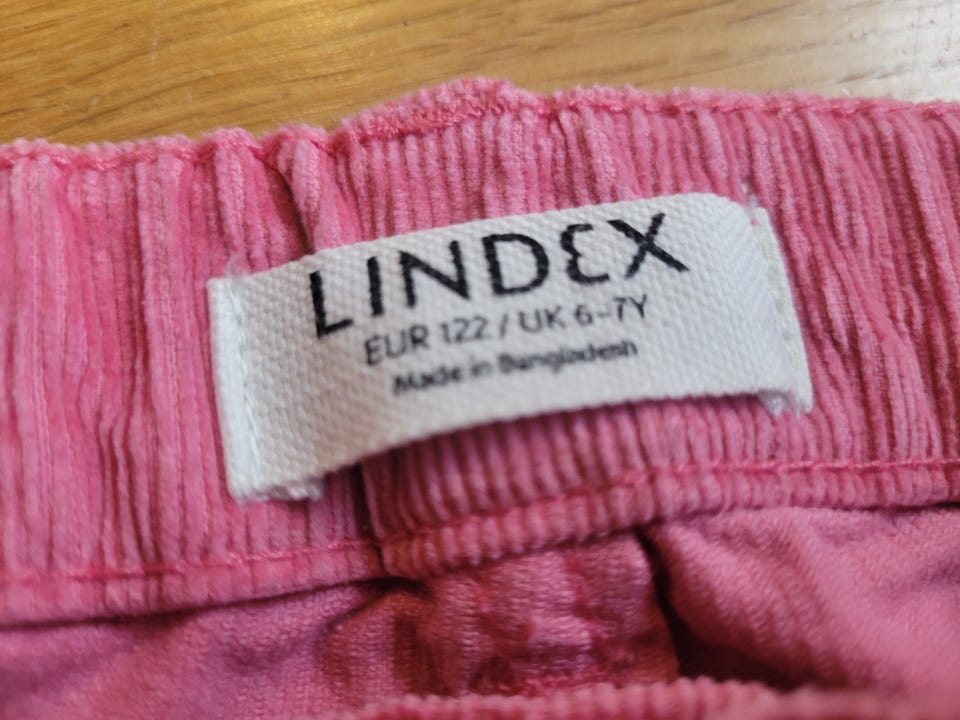 LINDEX
EUR 122 / UK 6-7Y
Made in Bangladesh